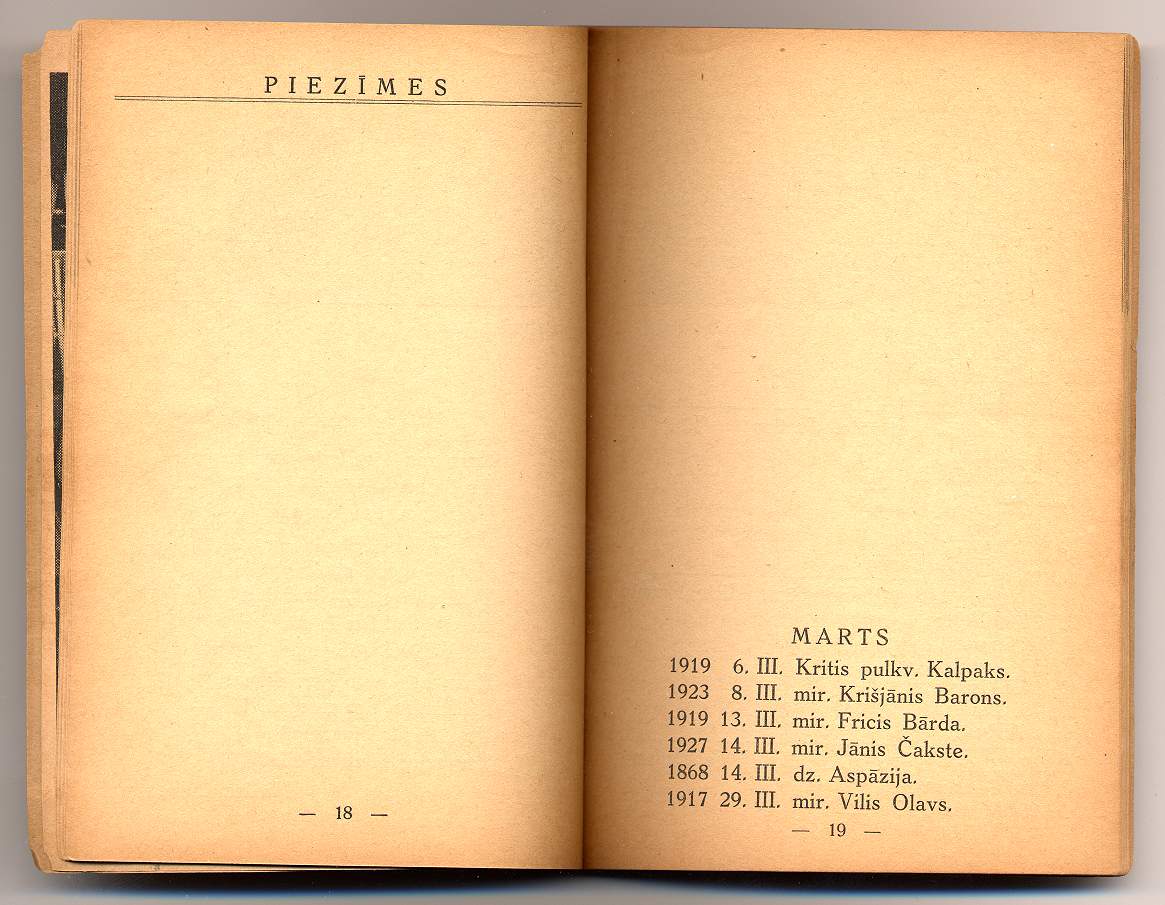 PIEZĪMES
— 18 —
MARTS
1919 6. III. Kritis pulkv. Kalpaks.
1923 8. III. mir. Krišjānis Barons.
1919 13. III. mir. Fricis Bārda.
1927 14. III. mir. Jānis Čakste.
1868 14. III. dz. Aspāzija.
1917 29. III. mir. Vilis Olavs.
— 19 —